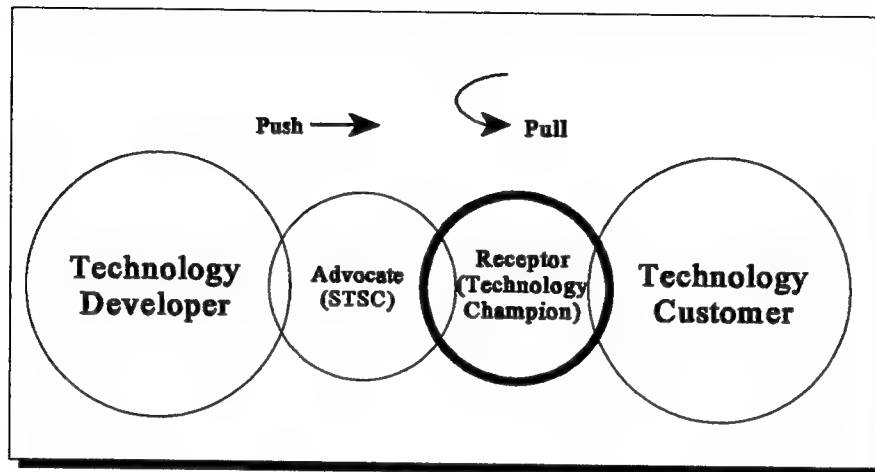 Push
Pull
Technology
Developer
Advocate
(STSC)
Receptor
(Technology
Champion)
Technology
Customer